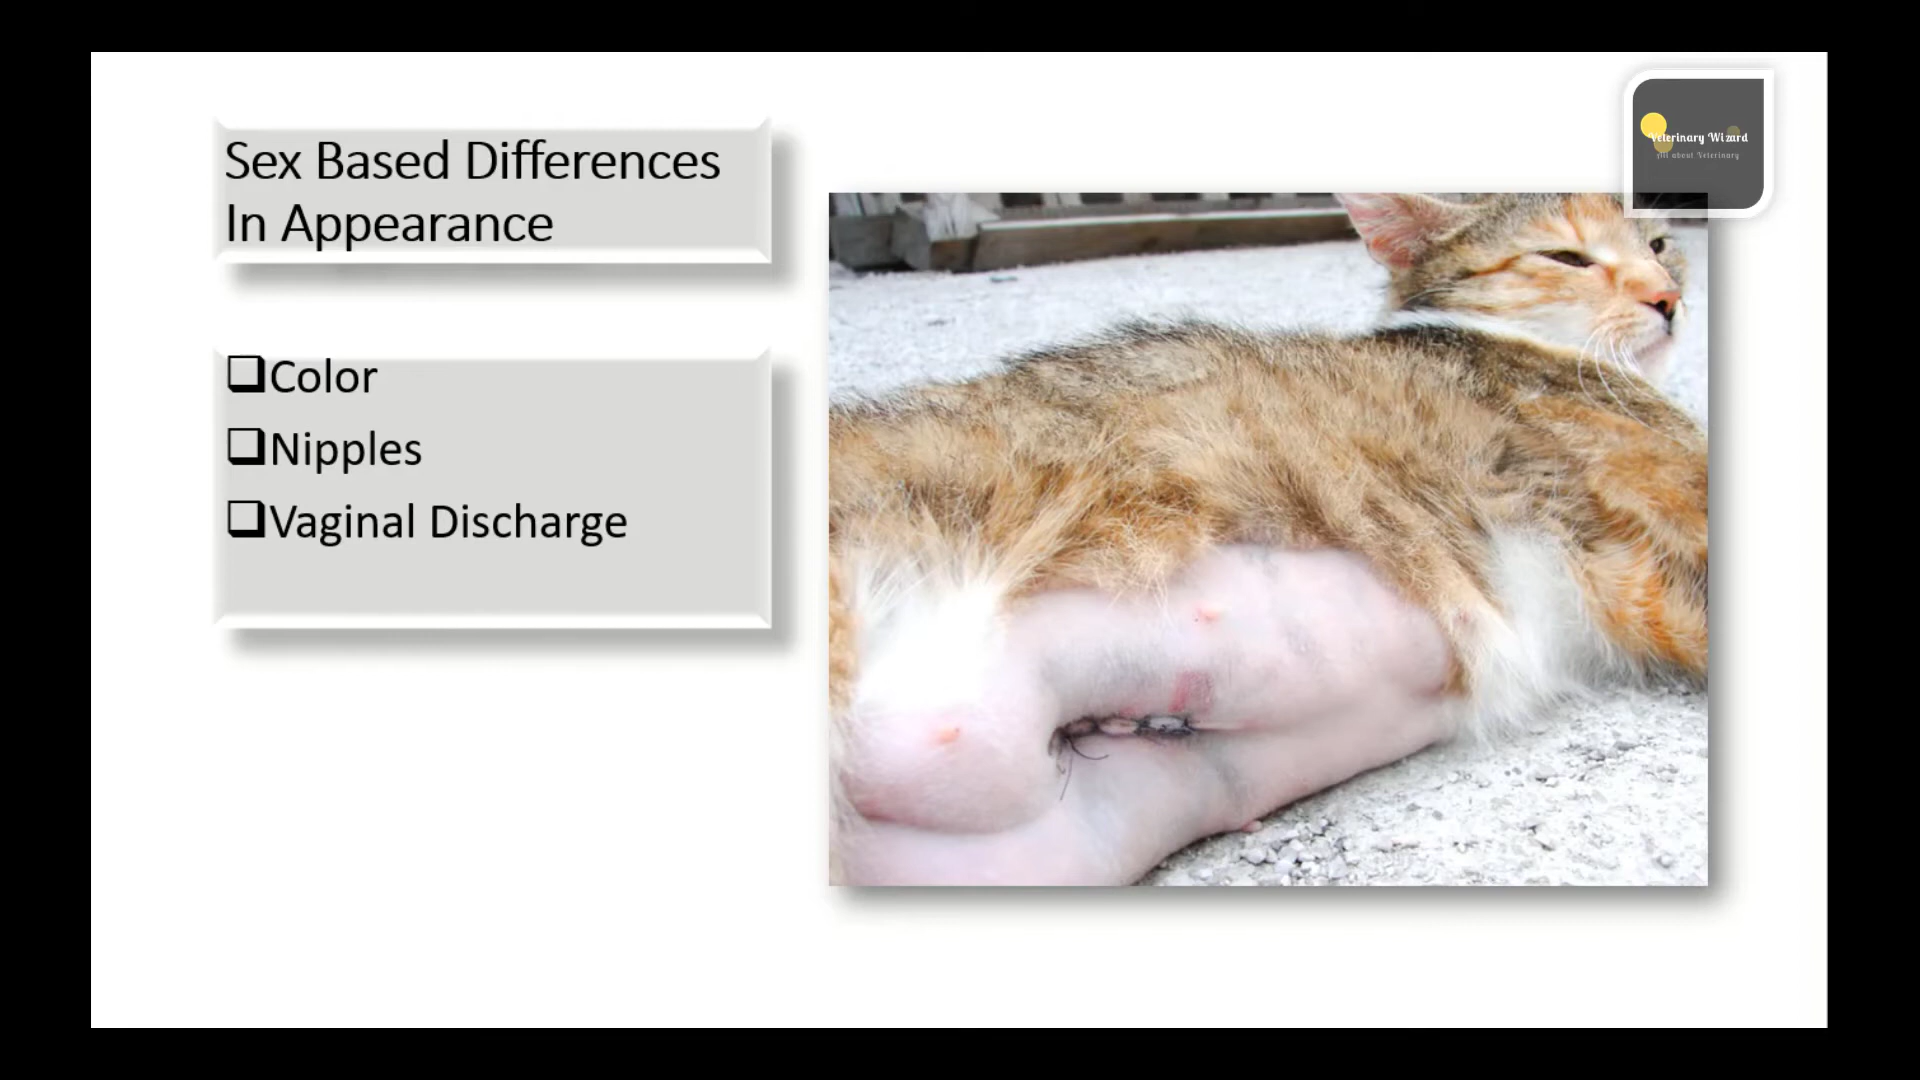 Sex Based Differences
In Appearance
Veterinary Wizard
All about Veterinary
❑Color
❑Nipples
❑Vaginal Discharge